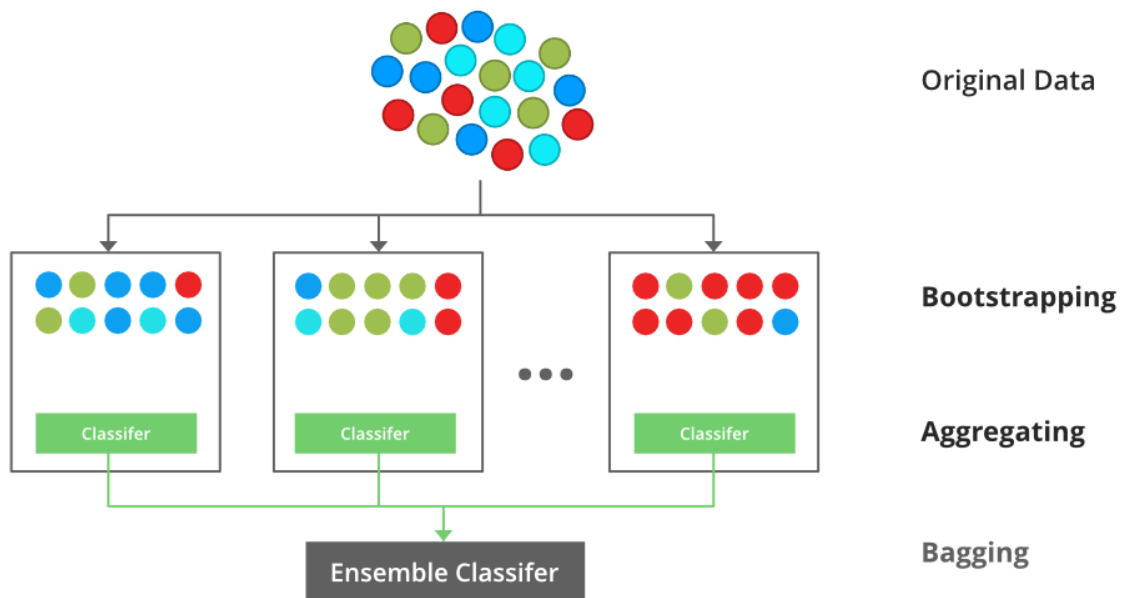 Original Data
Bootstrapping
Classifer
Classifer
Classifer
Aggregating
Ensemble Classifer
Bagging